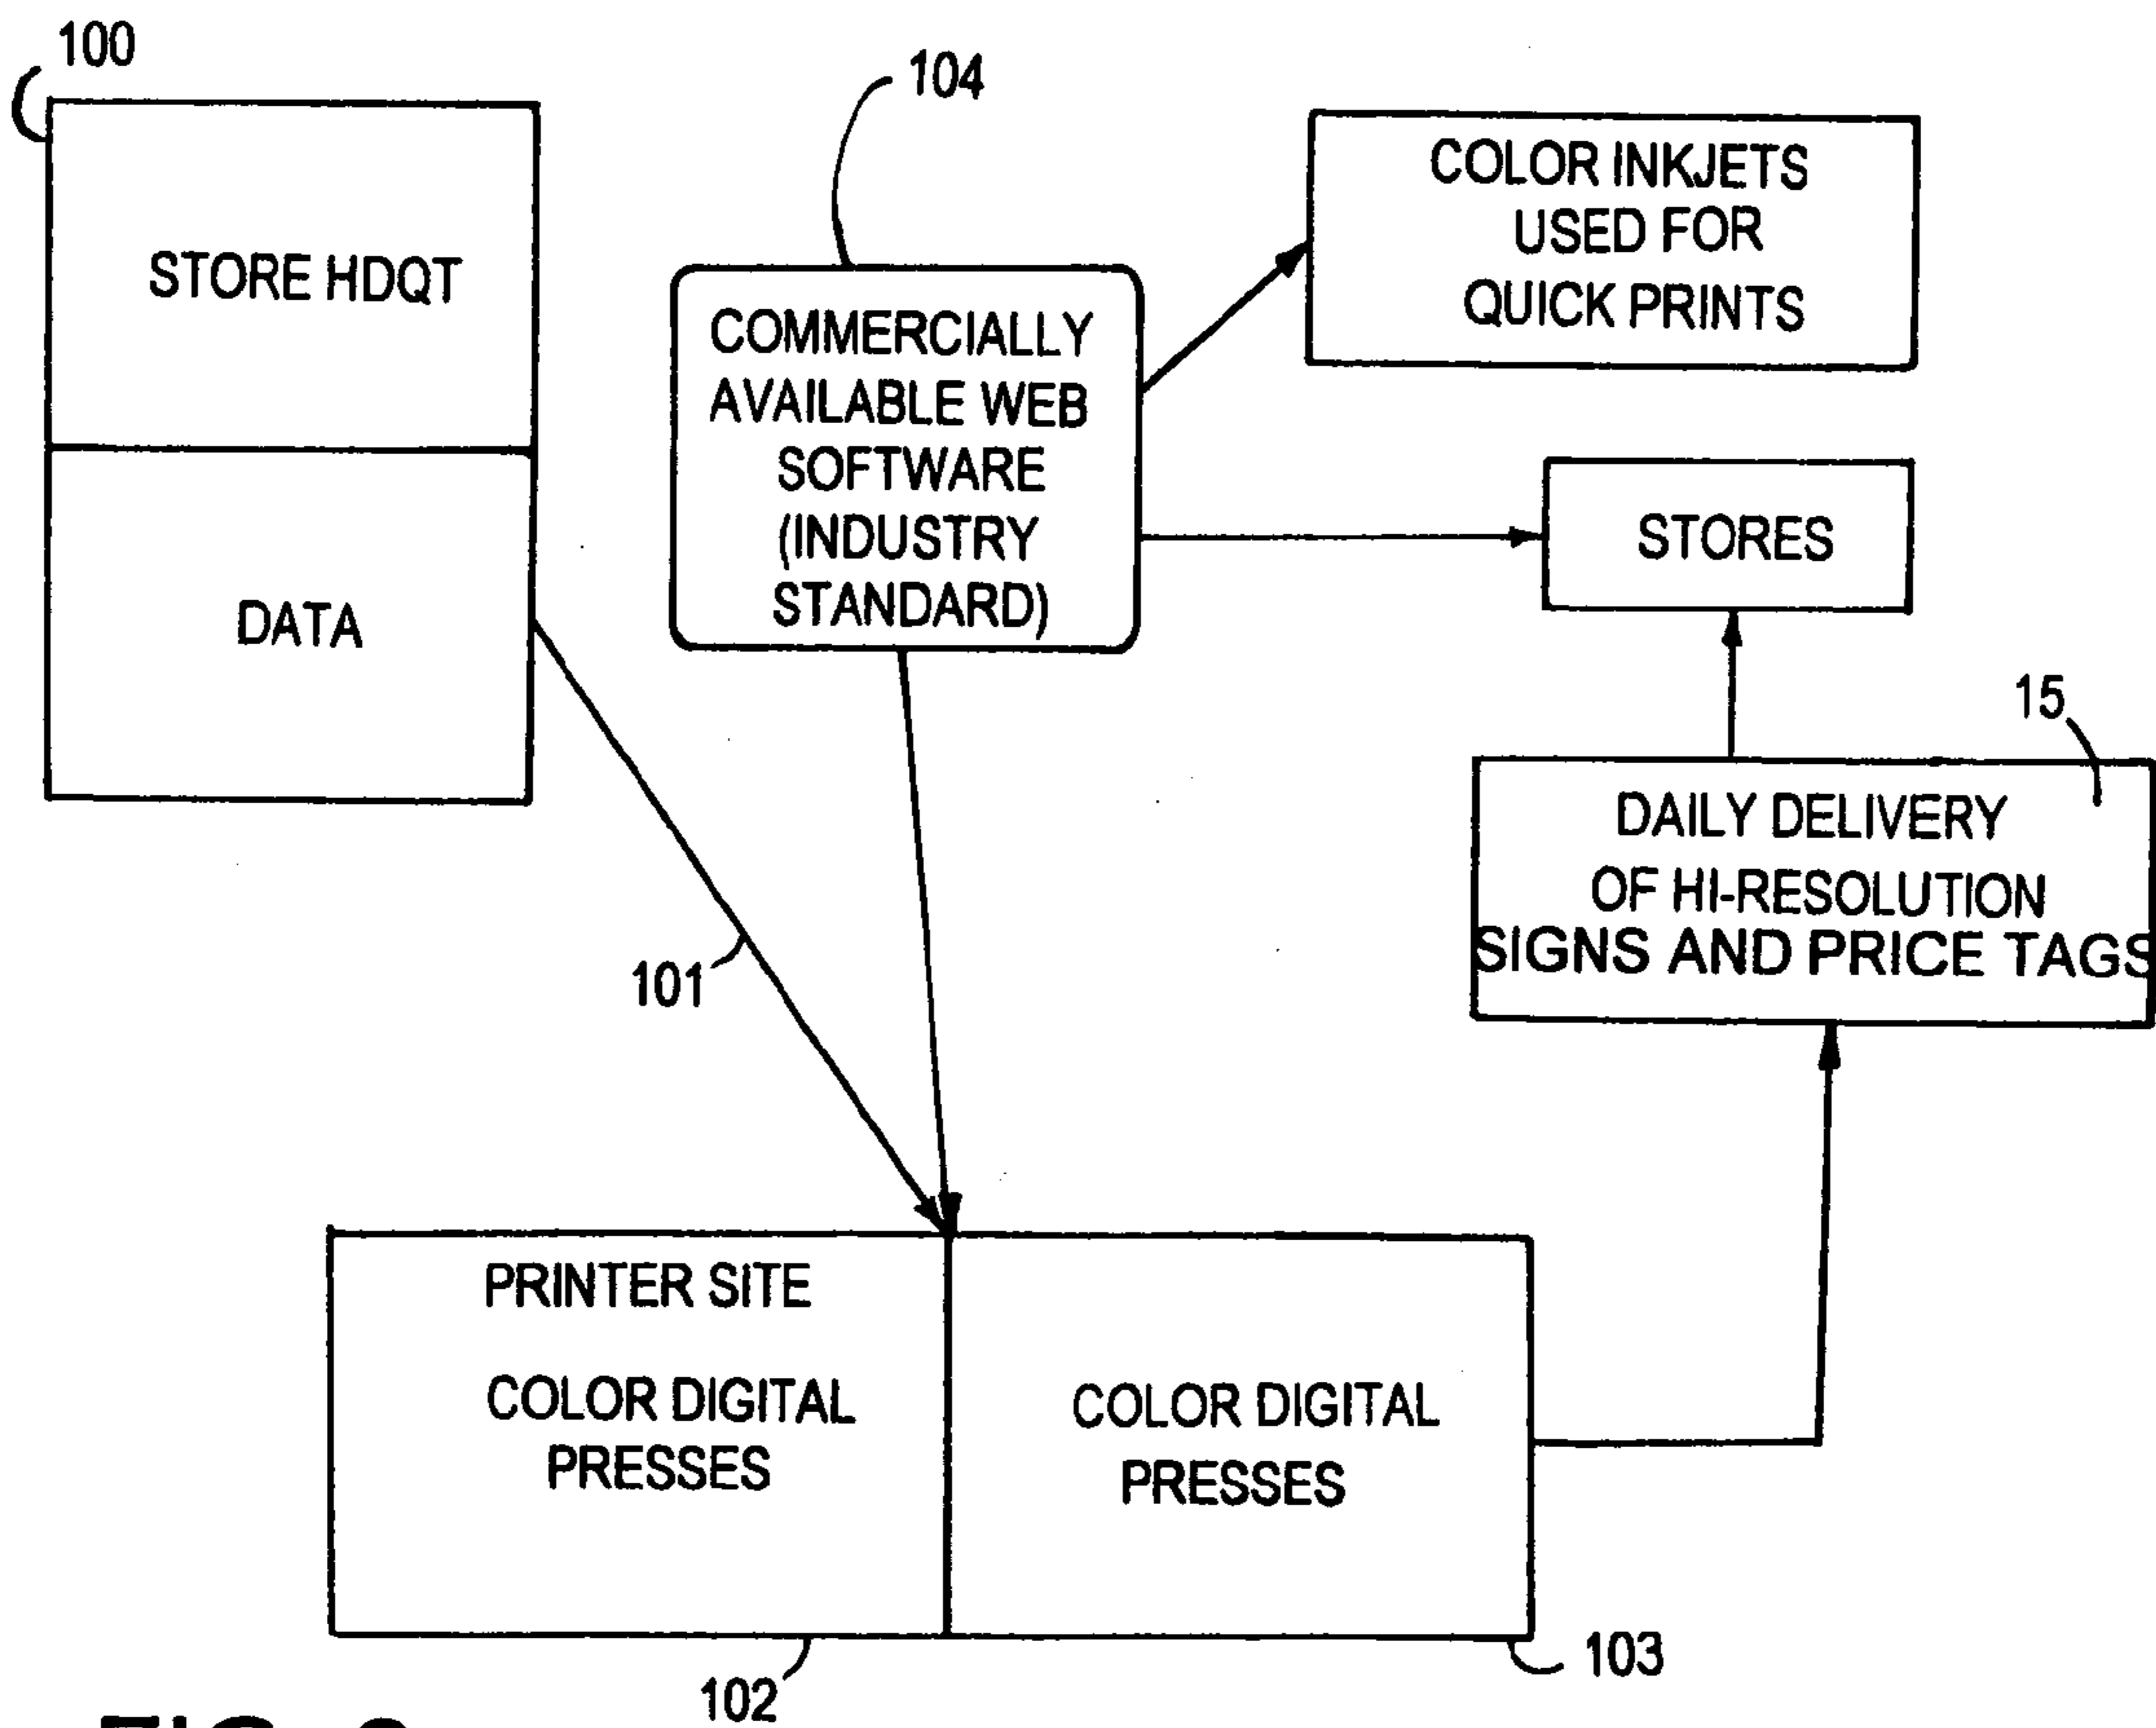 100
104
STORE HDQT
DATA
COMMERCIALLY
AVAILABLE WEB
SOFTWARE
(INDUSTRY
STANDARD)
COLOR INKJETS
USED FOR
QUICK PRINTS
STORES
15
DAILY DELIVERY
OF HI-RESOLUTION
SIGNS AND PRICE TAGS
101
PRINTER SITE
COLOR DIGITAL
PRESSES
COLOR DIGITAL
PRESSES
102
103